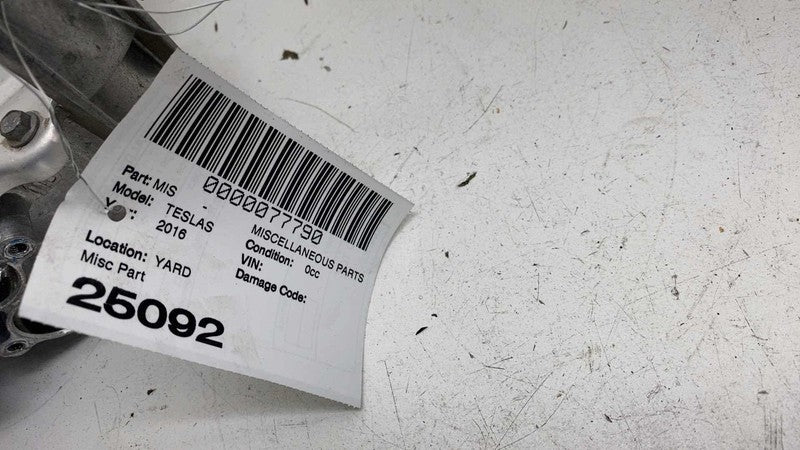 0000077790
Part: MIS - MISCELLANEOUS PARTS
Model: TESLAS Condition: 0cc
2016 VIN:
Location: YARD Damage Code:
Misc Part
25092